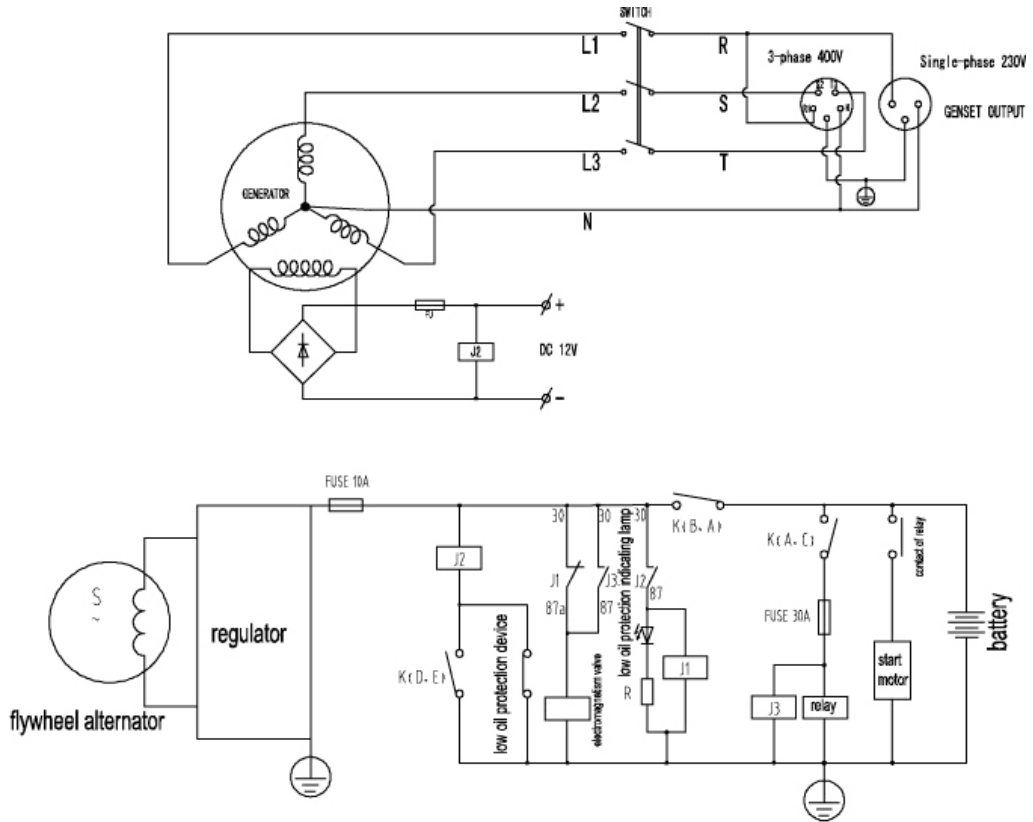 SWITCH
L1
R
3-phase 400V
Single-phase 230V
L2
S
GENSET OUTPUT
L3
T
GENERATOR
N
+
J2
DC 12V
-
FUSE 10A
30
30
30
K(B.A)
K(A.C)
contact of relay
J2
J1
J3
J2
87a
87
87
low oil protection indicating lamp
FUSE 30A
battery
S
~
regulator
K(D.E)
low oil protection device
R
J1
start
motor
J3
relay
electromagnetism valve
flywheel alternator